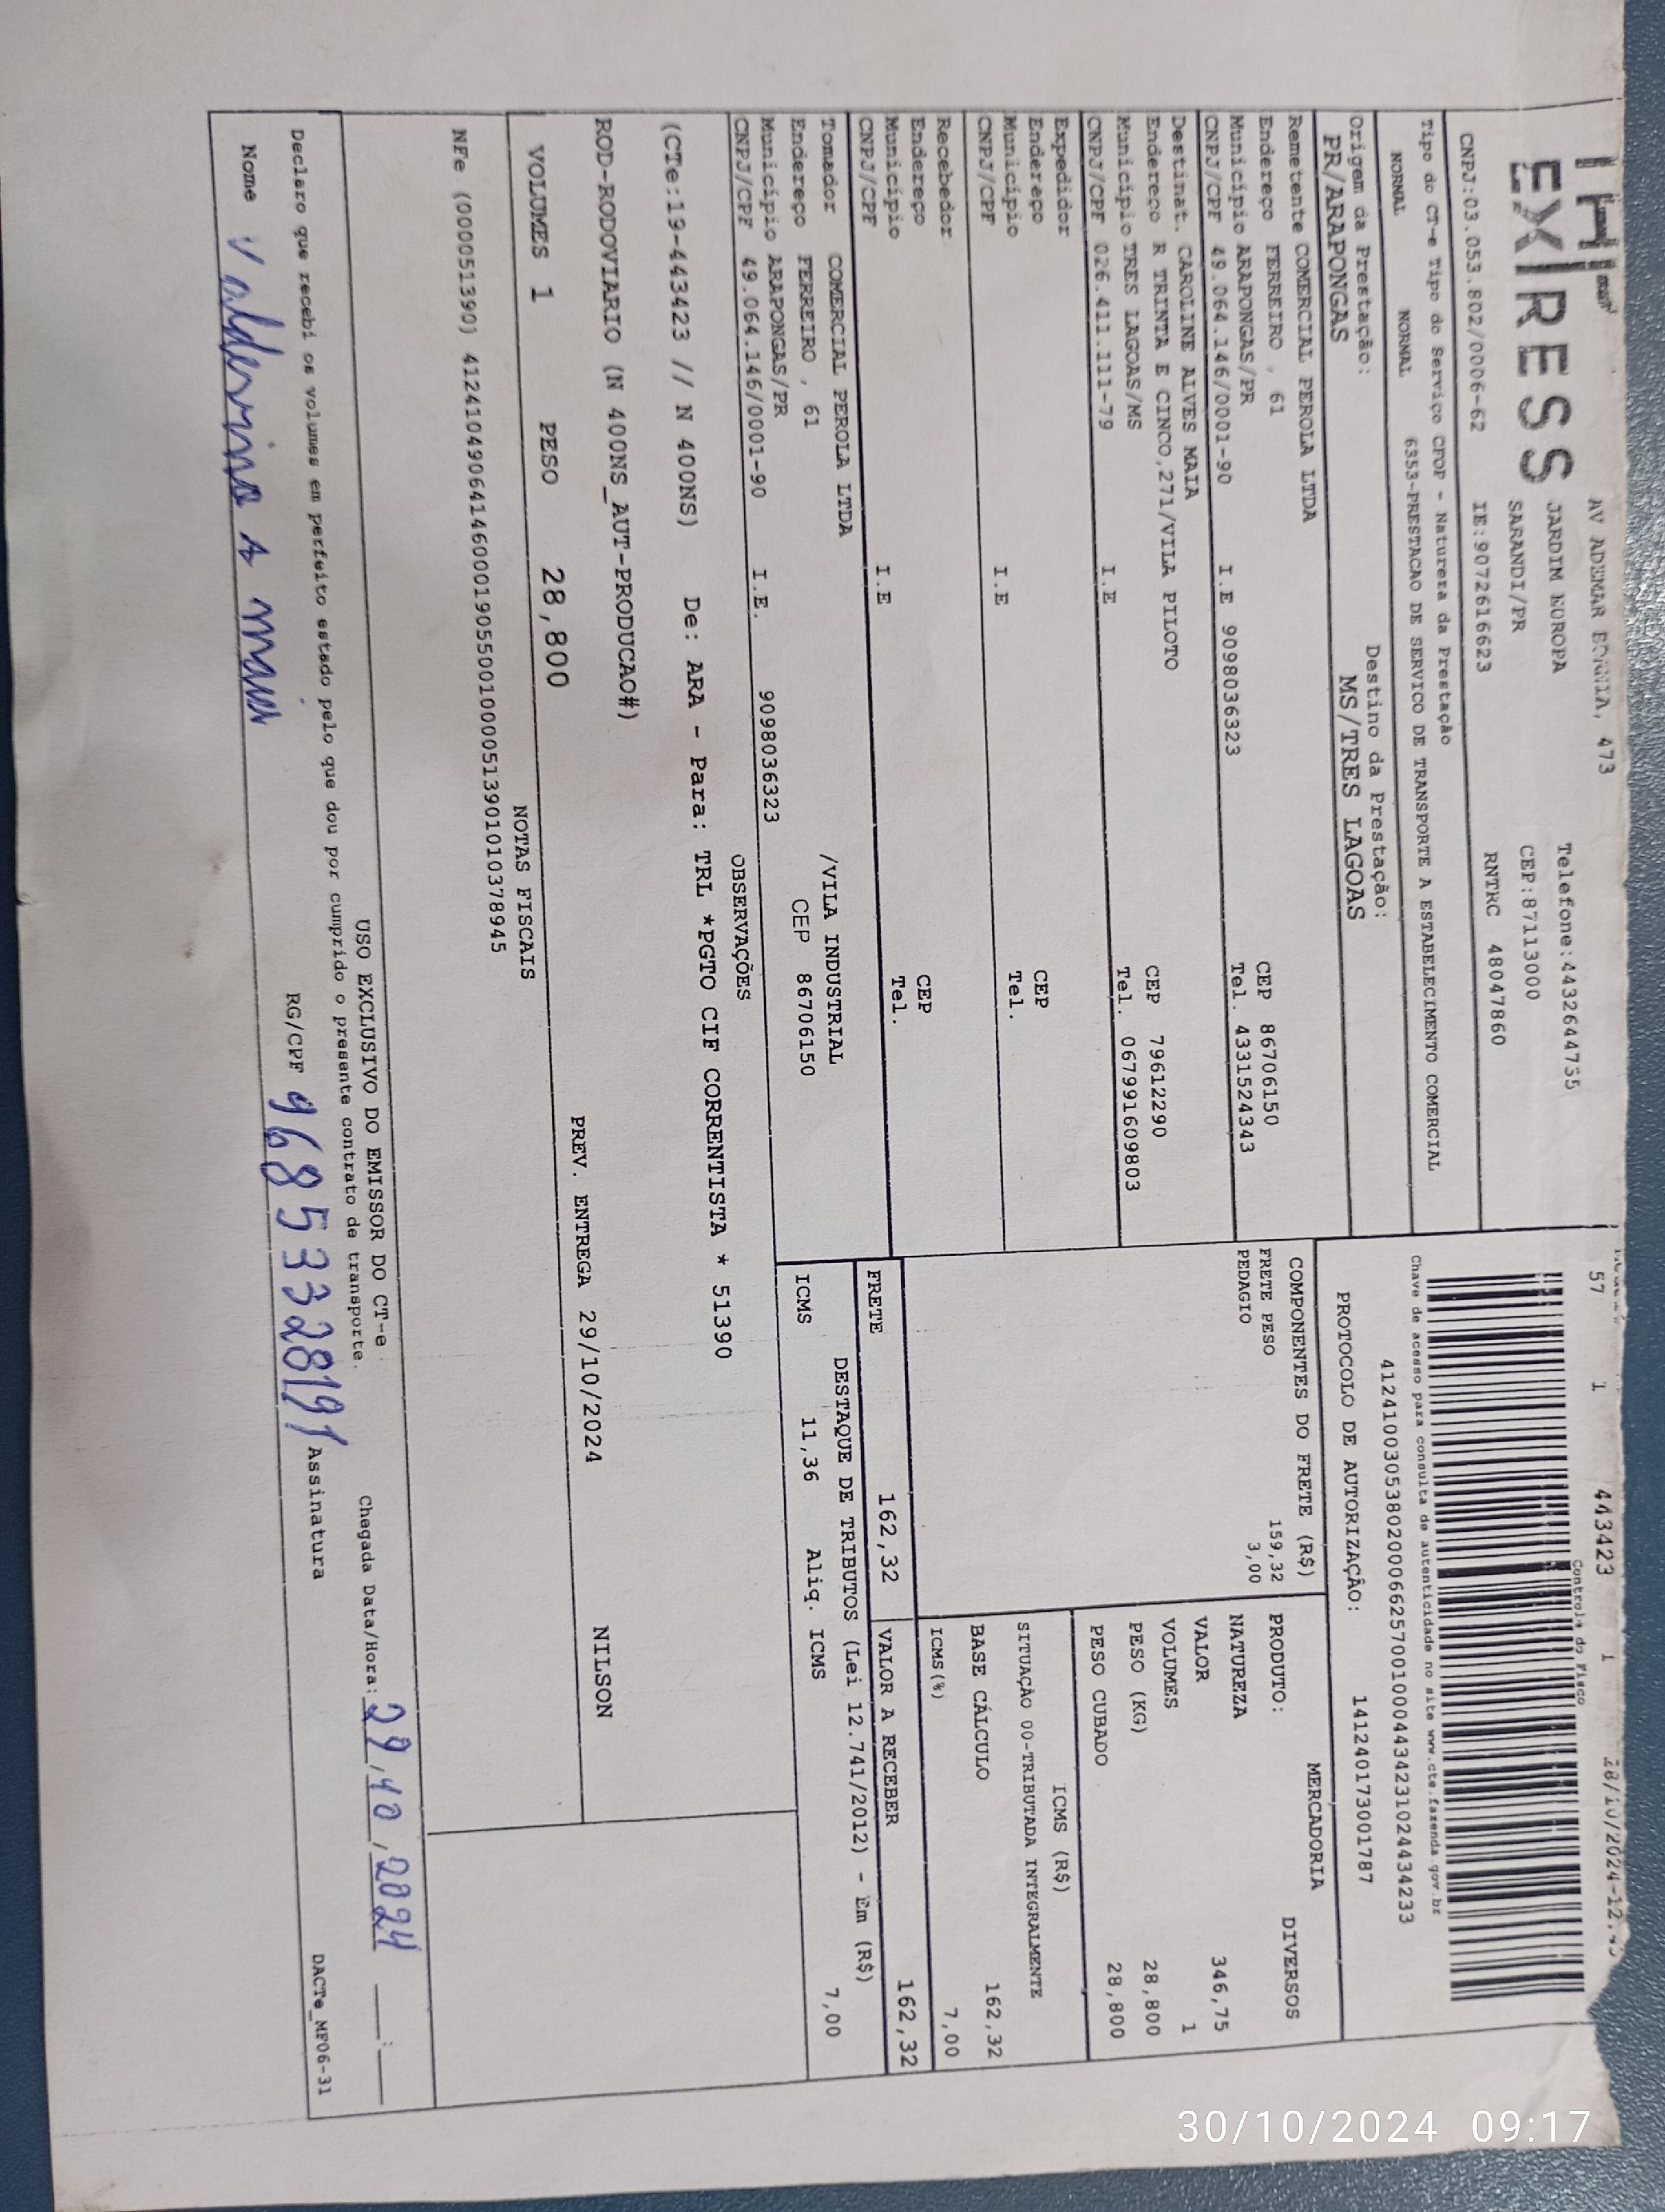 EXPRESS
AV ADEMAR BORNIA, 473
Telefone:4432644735
JARDIM EUROPA
CEP:87113000
SARANDI/PR
CNPJ:03.053.802/0006-62 IE:907261 6623 RNTRC 48047860
57 1 443423 1 28/10/2024-12:45
Controle do Fisco
Tipo do CT-e Tipo do Serviço CFOP - Natureza da Prestação
NORMAL NORMAL 6353-PRESTACAO DE SERVICO DE TRANSPORTE A ESTABELECIMENTO COMERCIAL
Chave de acesso para consulta de autenticidade no site www.cte.fazenda.gov.br
41241003053802000662570010004434231024434233
Origem da Prestação: Destino da Prestação:
PR/ARAPONGAS MS/TRES LAGOAS
PROTOCOLO DE AUTORIZAÇÃO: 141240173001787
Remetente COMERCIAL PEROLA LTDA
Endereço FERREIRO , 61 CEP 86706150
Município ARAPONGAS/PR Tel. 4331524343
CNPJ/CPF 49.064.146/0001-90 I.E 9098036323
Destinat. CAROLINE ALVES MAIA
Endereço R TRINTA E CINCO,271/VILA PILOTO CEP 79612290
Município TRES LAGOAS/MS Tel. 067991609803
CNPJ/CPF 026.411.111-79 I.E
Expedidor
Endereço CEP
Município Tel.
CNPJ/CPF I.E
Recebedor
Endereço CEP
Município Tel.
CNPJ/CPF I.E
Tomador COMERCIAL PEROLA LTDA /VILA INDUSTRIAL
Endereço FERREIRO , 61 CEP 86706150
Município ARAPONGAS/PR
CNPJ/CPF 49.064.146/0001-90 I.E. 9098036323
COMPONENTES DO FRETE (R$)
FRETE PESO 159,32
PEDAGIO 3,00
MERCADORIA
PRODUTO: DIVERSOS
NATUREZA
VALOR 346,75
VOLUMES 1
PESO (KG) 28,800
PESO CUBADO 28,800
ICMS (R$)
SITUAÇÃO 00-TRIBUTADA INTEGRALMENTE
BASE CÁLCULO 162,32
ICMS(%) 7,00
FRETE 162,32 VALOR A RECEBER 162,32
DESTAQUE DE TRIBUTOS (Lei 12.741/2012) - Em (R$)
ICMS 11,36 Aliq. ICMS 7,00
OBSERVAÇÕES
(CTe:19-443423 // N 400NS) De: ARA - Para: TRL *PGTO CIF CORRENTISTA * 51390
ROD-RODOVIARIO (N 400NS_AUT-PRODUCAO#)
VOLUMES 1 PESO 28,800 PREV. ENTREGA 29/10/2024 NILSON
NOTAS FISCAIS
NFe (000051390) 41241049064146000190550010000513901010378945
USO EXCLUSIVO DO EMISSOR DO CT-e
Declaro que recebi os volumes em perfeito estado pelo que dou por cumprido o presente contrato de transporte.
Chegada Data/Hora: 29/10/2024 __:__
Nome RG/CPF 96853328191 Assinatura
DACTe_MF06-31
30/10/2024 09:17